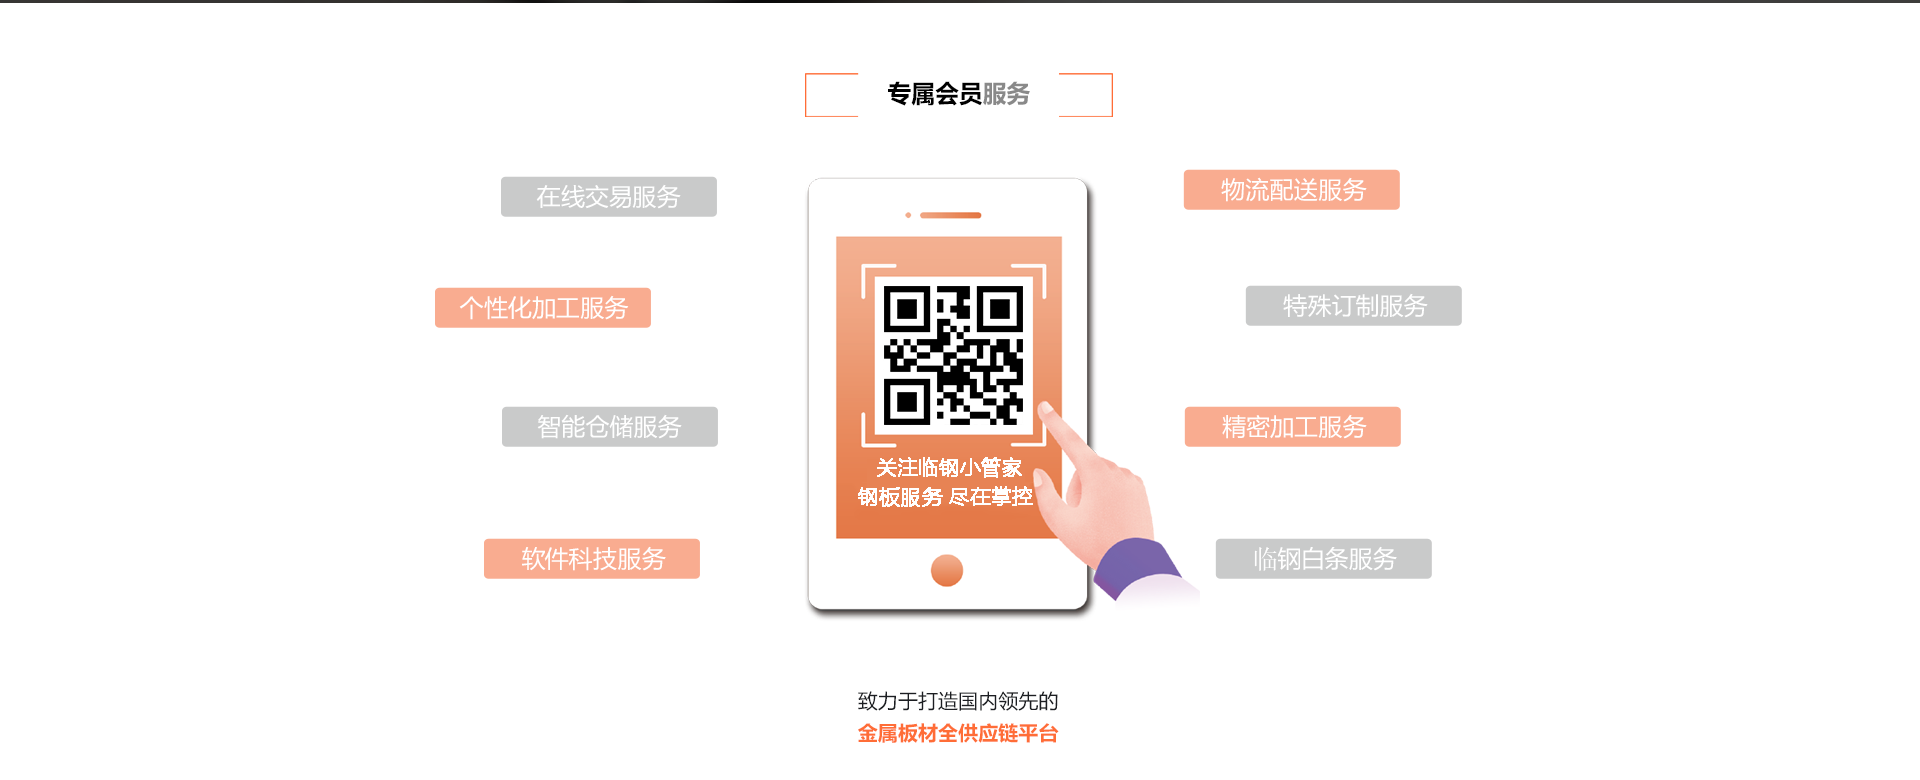 专属会员服务
在线交易服务
物流配送服务
个性化加工服务
特殊订制服务
智能仓储服务
精密加工服务
关注临钢小管家
钢板服务 尽在掌控
软件科技服务
临钢白条服务
致力于打造国内领先的
金属板材全供应链平台